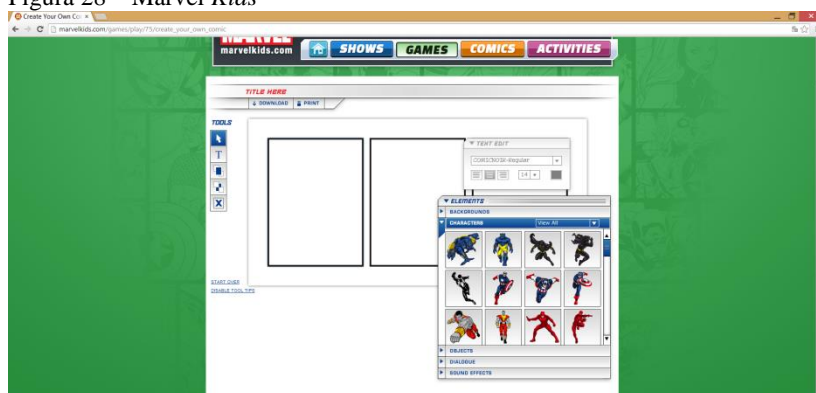 Figura 28 – Marvel Kids
Create Your Own Co
marvelkids.com/games/play/75/create_your_own_comic
MARVEL
marvelkids.com
SHOWS
GAMES
COMICS
ACTIVITIES
TITLE HERE
DOWNLOAD
PRINT
TOOLS
T
X
TEXT EDIT
14
ELEMENTS
BACKGROUNDS
CHARACTERS View All
OBJECTS
DIALOGUE
SOUND EFFECTS
START OVER
DISABLE TOOL TIPS